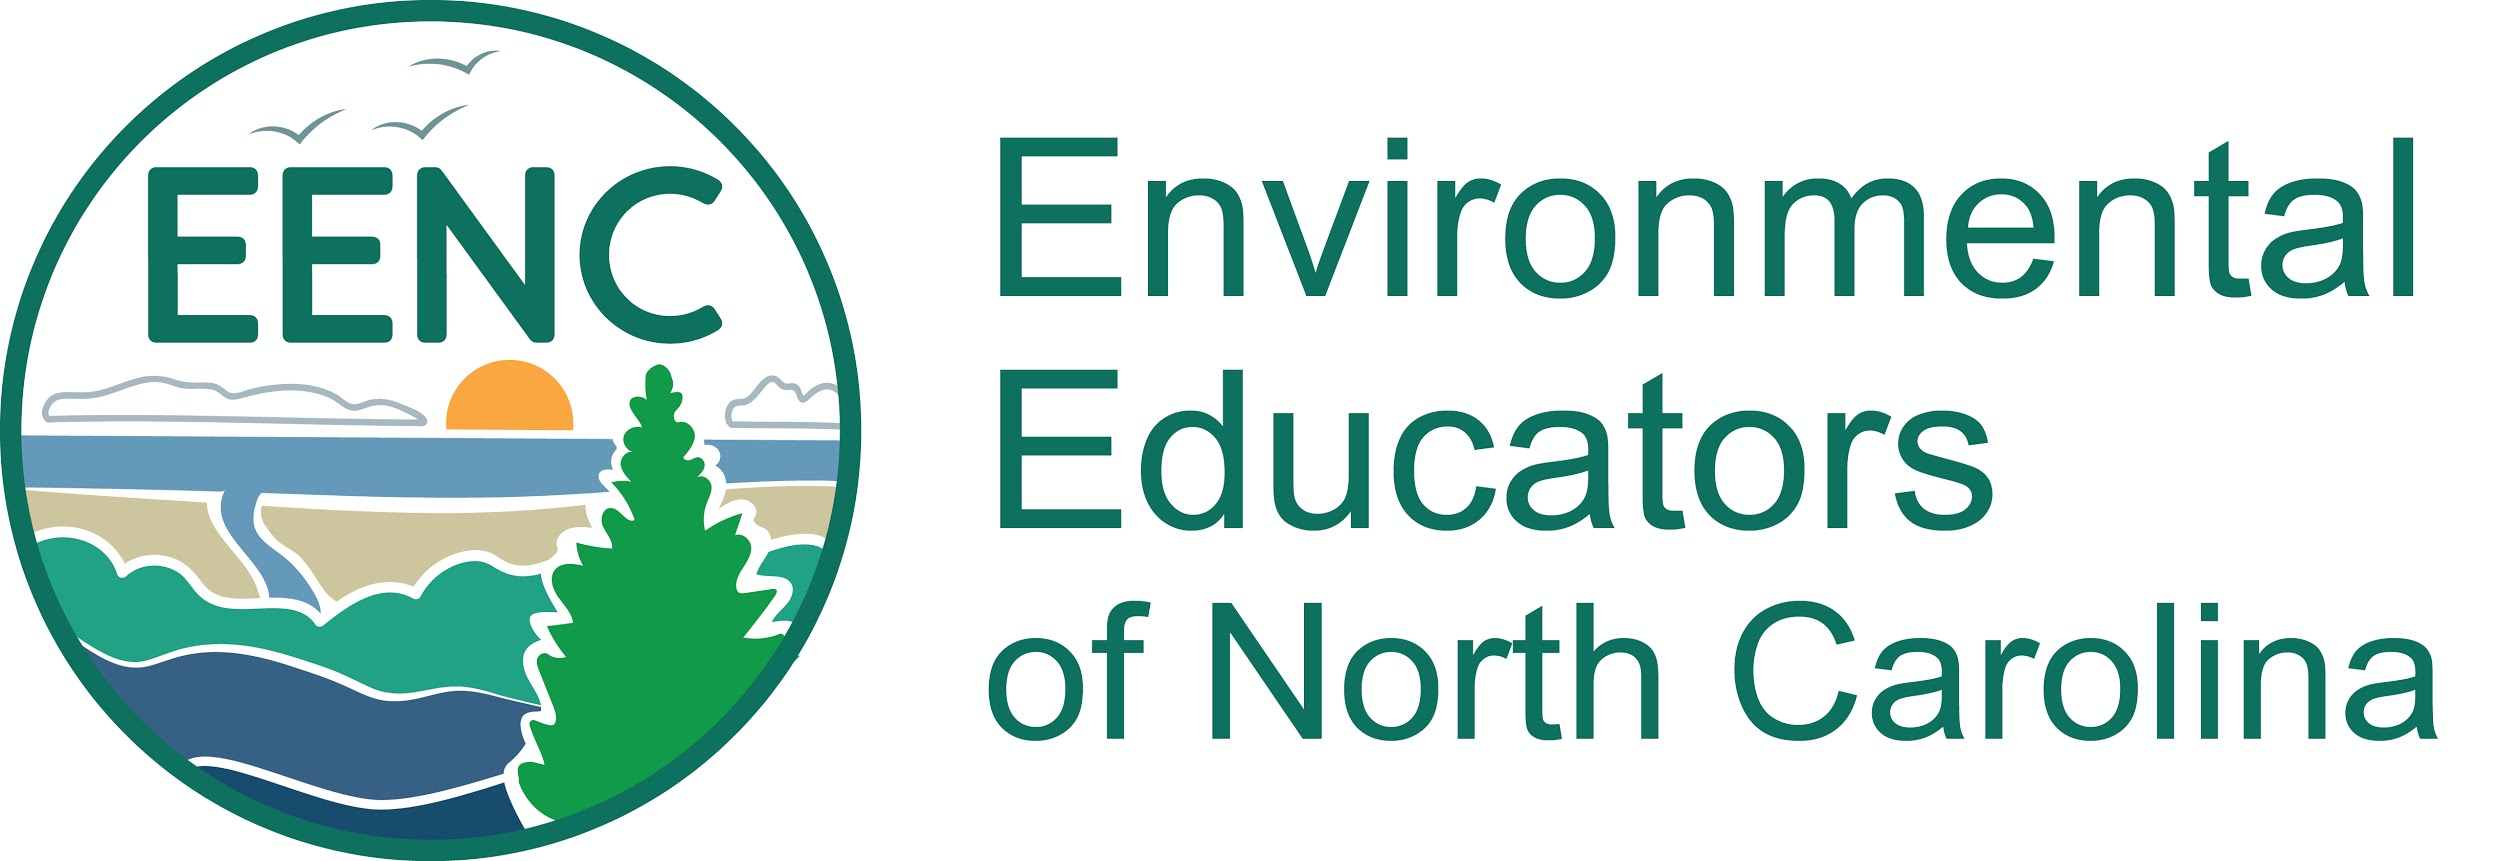 EENC
Environmental
Educators
of North Carolina